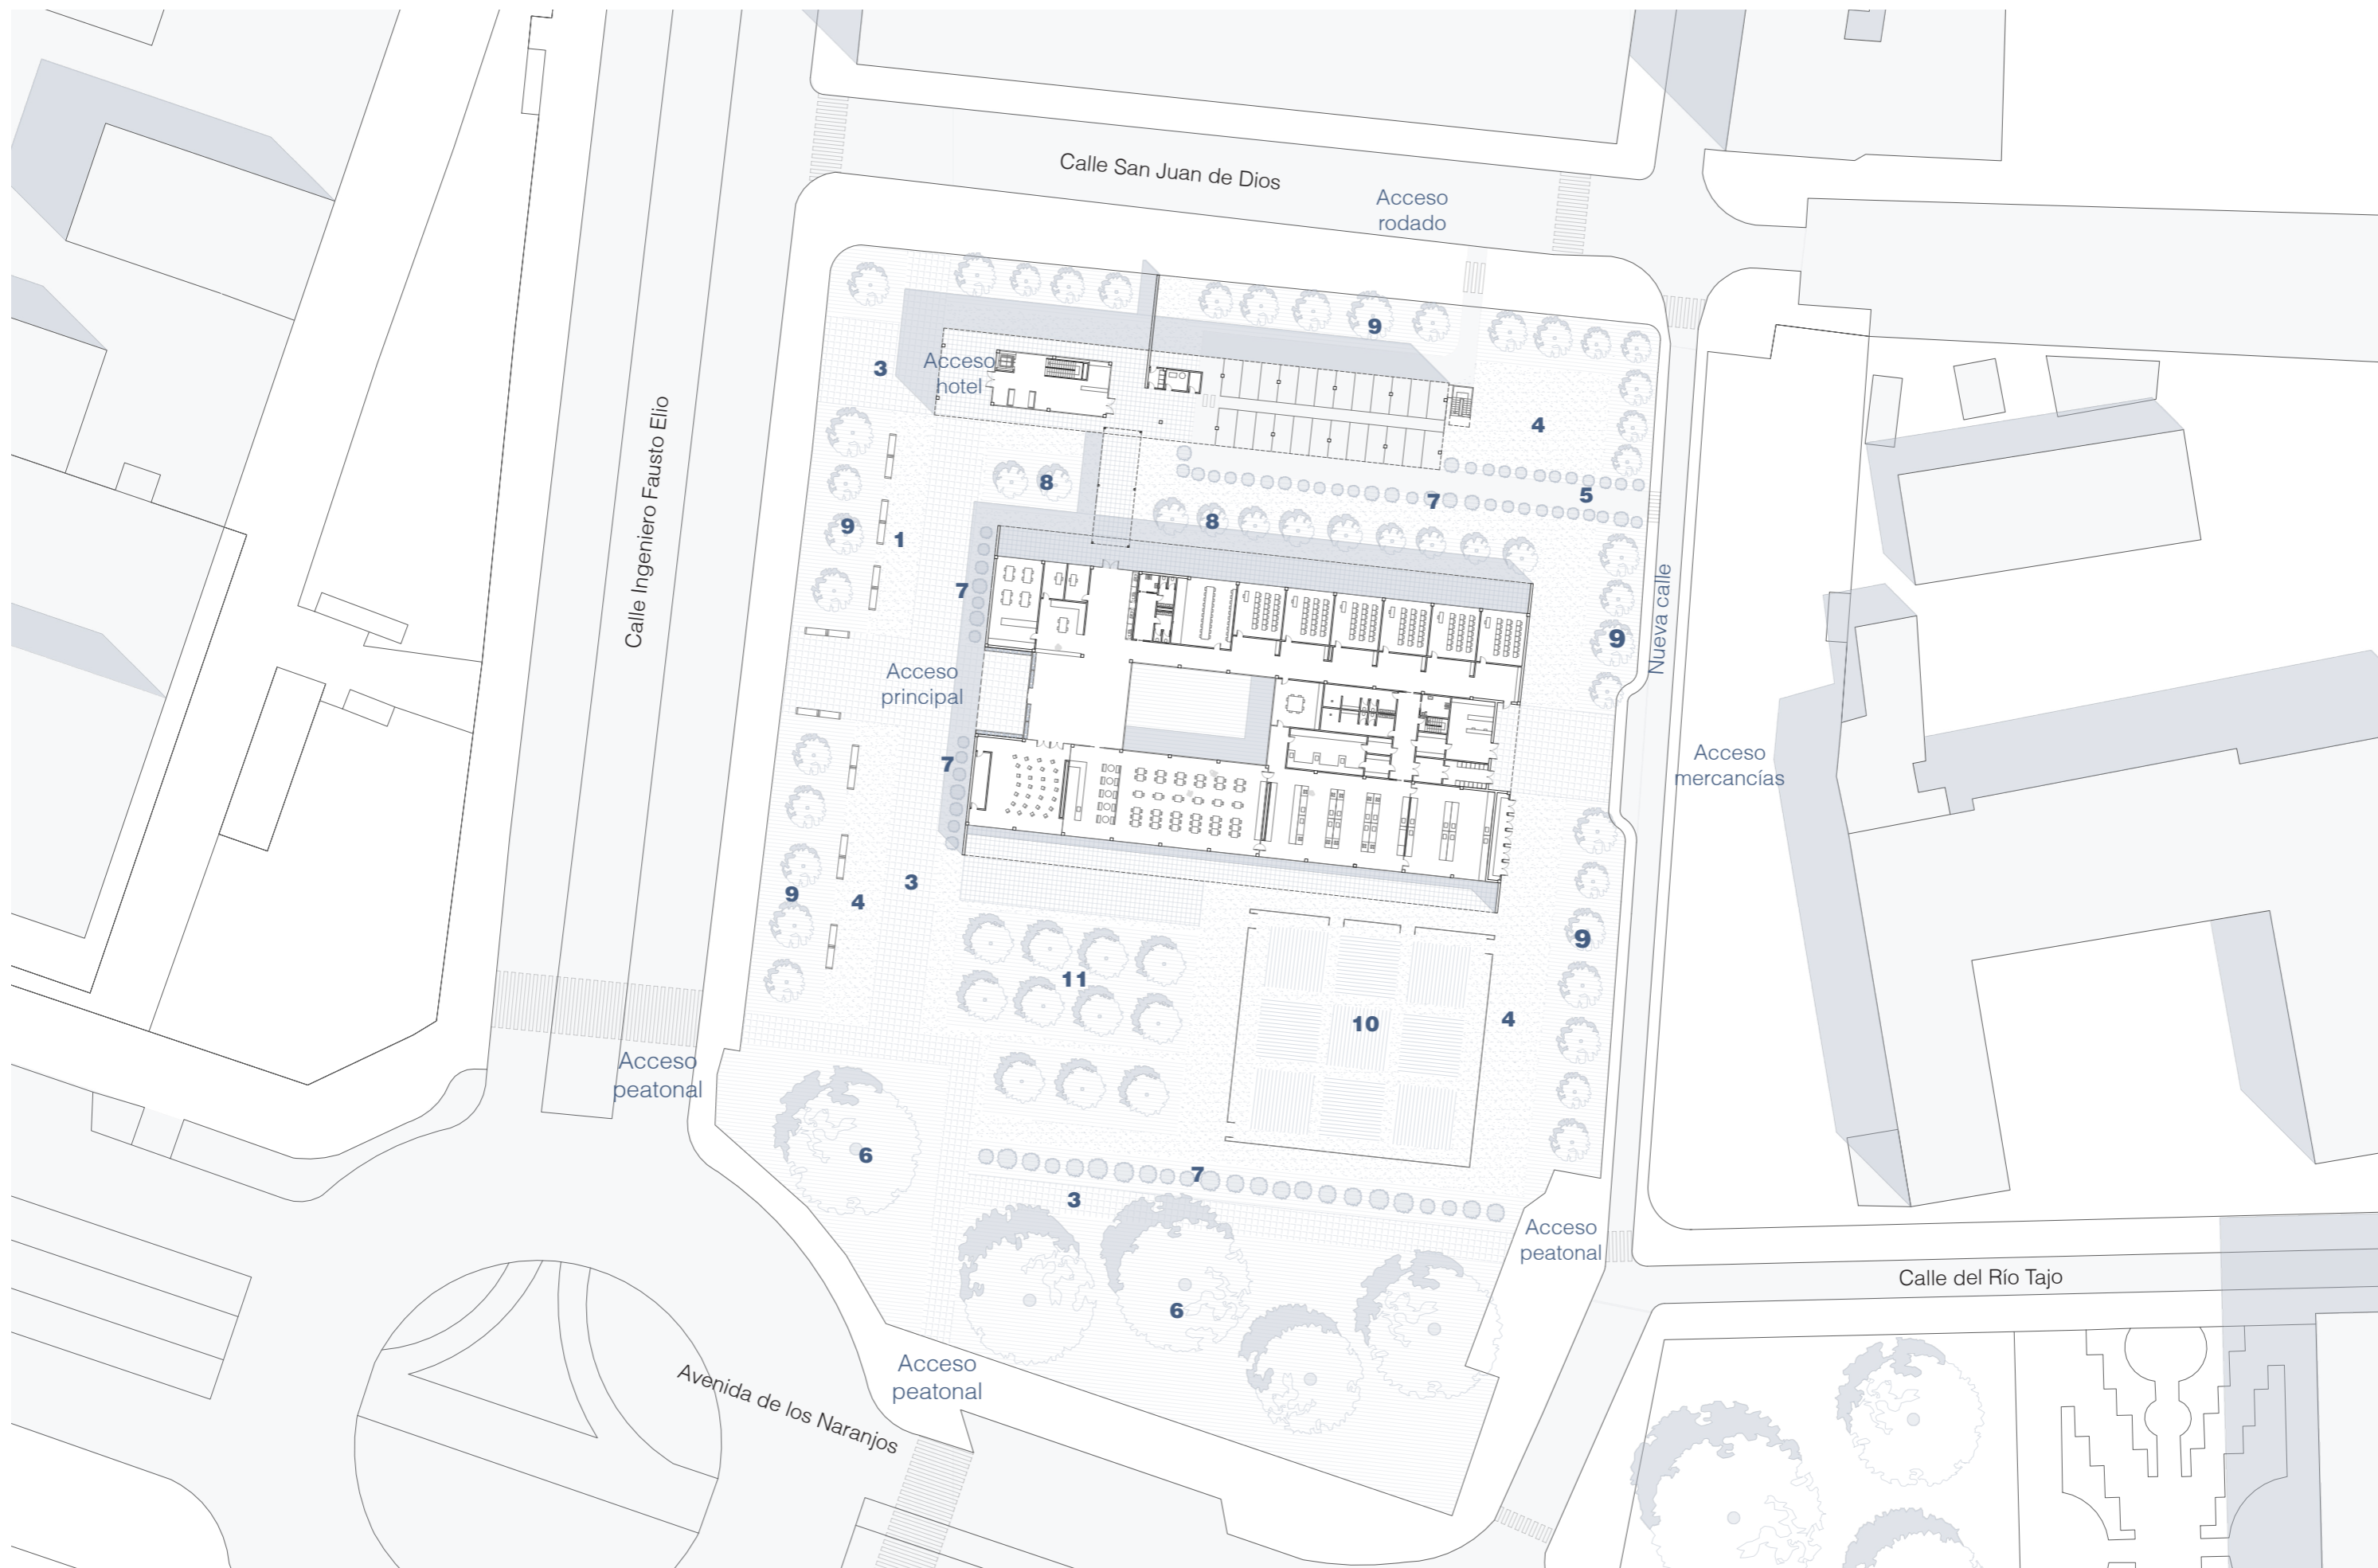 Calle San Juan de Dios
Acceso
rodado
9
3
Acceso
hotel
4
Calle Ingeniero Fausto Elio
8
7
5
8
9
1
7
Nueva calle
9
Acceso
principal
7
Acceso
mercancías
3
9
4
9
11
10
4
Acceso
peatonal
6
7
3
Acceso
peatonal
Calle del Río Tajo
6
Acceso
peatonal
Avenida de los Naranjos